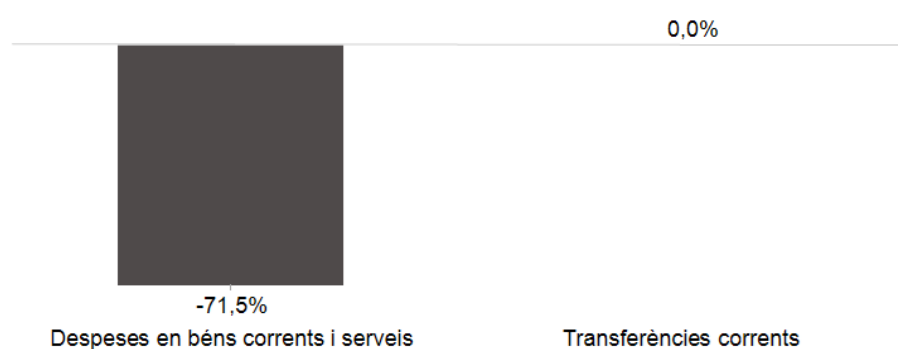 0,0%
-71,5%
Despeses en béns corrents i serveis
Transferències corrents